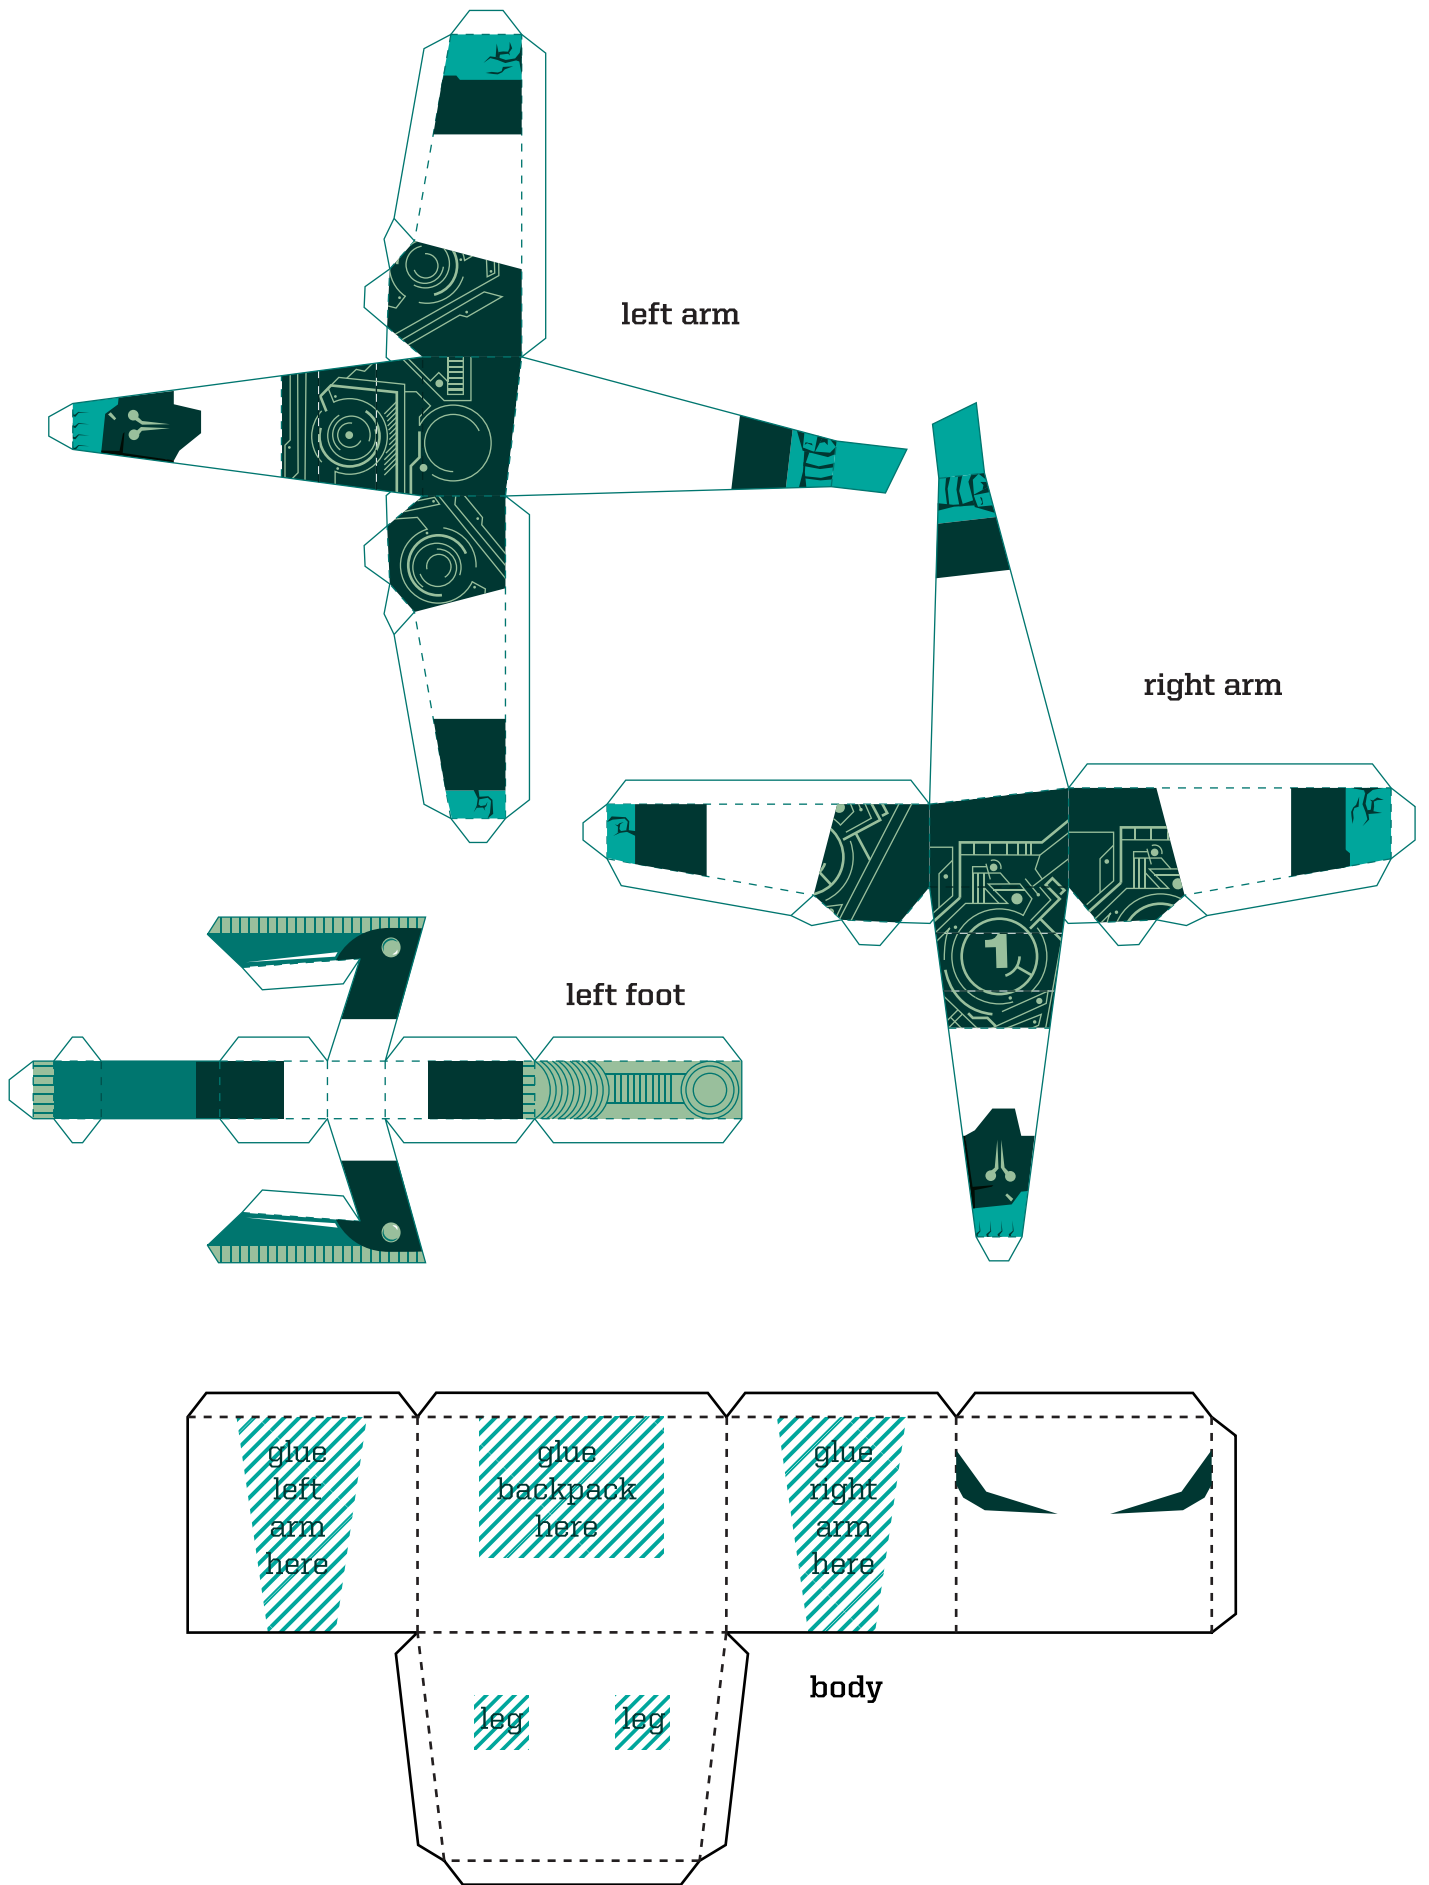 left arm
right arm
1
left foot
glue
left
arm
here
glue
backpack
here
glue
right
arm
here
body
leg
leg